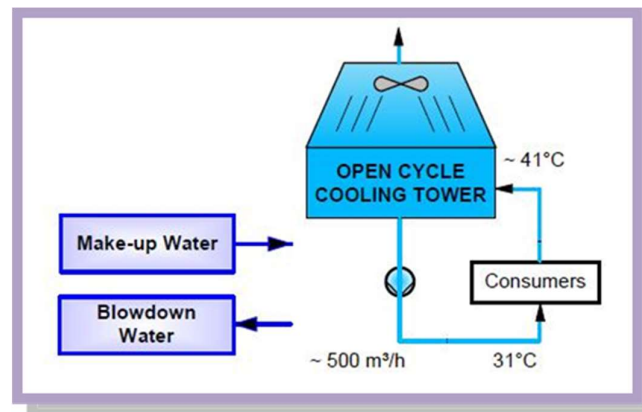 ~ 41°C
OPEN CYCLE
COOLING TOWER
Make-up Water
Consumers
Blowdown
Water
~ 500 m³/h
31°C